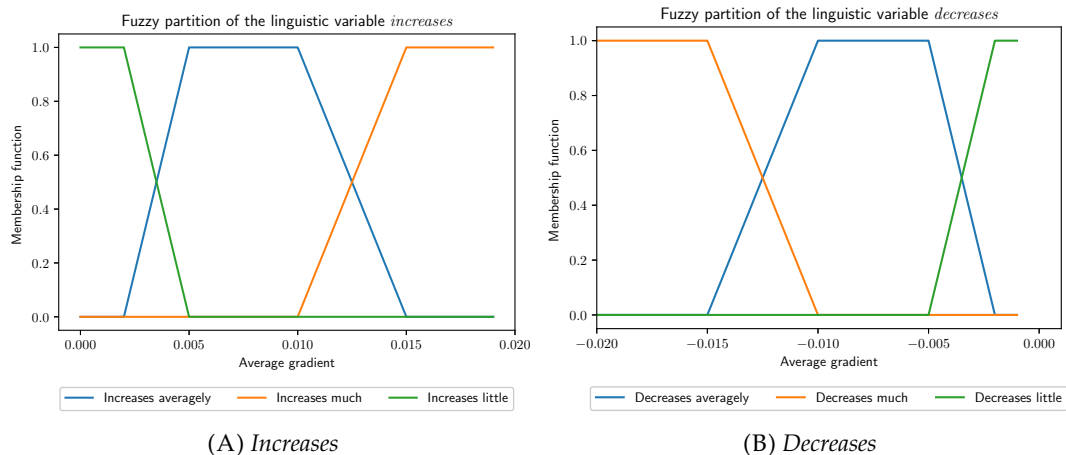 Fuzzy partition of the linguistic variable increases
1.0
0.8
0.6
0.4
0.2
0.0
Membership function
0.000 0.005 0.010 0.015 0.020
Average gradient
Increases averagely Increases much Increases little
(A) Increases
Fuzzy partition of the linguistic variable decreases
1.0
0.8
0.6
0.4
0.2
0.0
Membership function
−0.020 −0.015 −0.010 −0.005 0.000
Average gradient
Decreases averagely Decreases much Decreases little
(B) Decreases